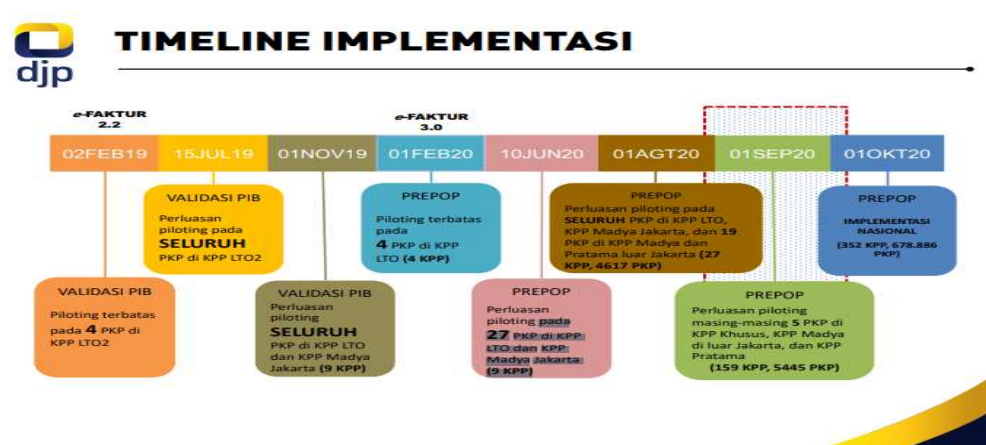 djp
TIMELINE IMPLEMENTASI
e-FAKTUR
2.2
e-FAKTUR
3.0
02FEB19
15JUL19
01NOV19
01FEB20
10JUN20
01AGT20
01SEP20
01OKT20
VALIDASI PIB
Perluasan
piloting pada
SELURUH
PKP di KPP LTO2
PREPOP
Piloting terbatas
pada
4 PKP di KPP
LTO (4 KPP)
PREPOP
Perluasan piloting pada
SELURUH PKP di KPP LTO,
KPP Madya Jakarta, dan 19
PKP di KPP Madya dan
Pratama luar Jakarta (27
KPP, 4617 PKP)
PREPOP
IMPLEMENTASI
NASIONAL
(352 KPP, 678.886
PKP)
VALIDASI PIB
Piloting terbatas
pada 4 PKP di
KPP LTO2
VALIDASI PIB
Perluasan
piloting
SELURUH
PKP di KPP LTO
dan KPP Madya
Jakarta (9 KPP)
PREPOP
Perluasan
piloting pada
27 PKP di KPP
LTO dan KPP
Madya Jakarta
(9 KPP)
PREPOP
Perluasan piloting
masing-masing 5 PKP di
KPP Khusus, KPP Madya
di luar Jakarta, dan KPP
Pratama
(159 KPP, 5445 PKP)